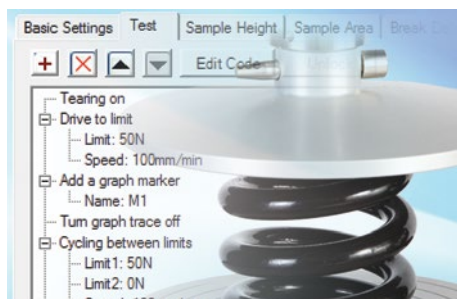 Basic Settings Test Sample Height Sample Area Break
Edit Code
Tearing on
Drive to limit
Limit: 50N
Speed: 100mm/min
Add a graph marker
Name: M1
Turn graph trace off
Cycling between limits
Limit1: 50N
Limit2: 0N